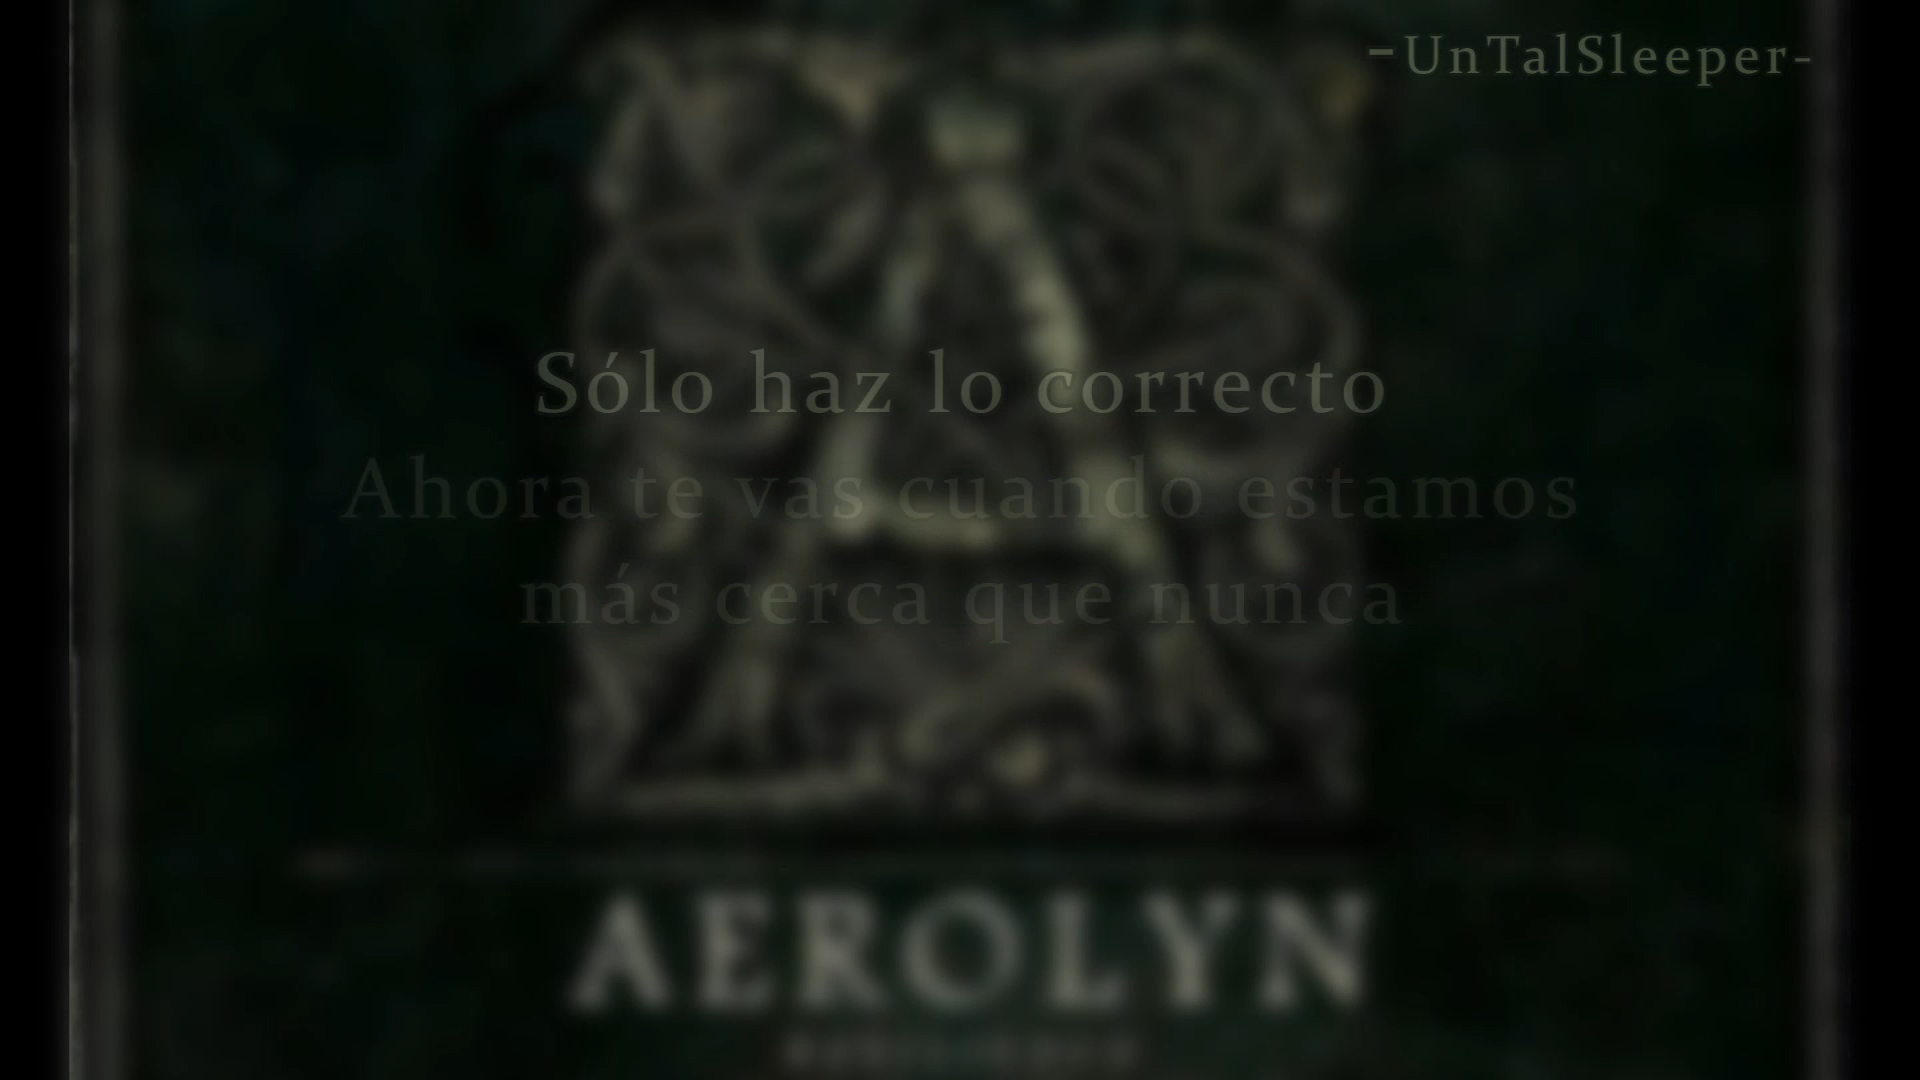 -UnTalSleeper-
Sólo haz lo correcto
Ahora te vas cuando estamos
más cerca que nunca
AEROLYN